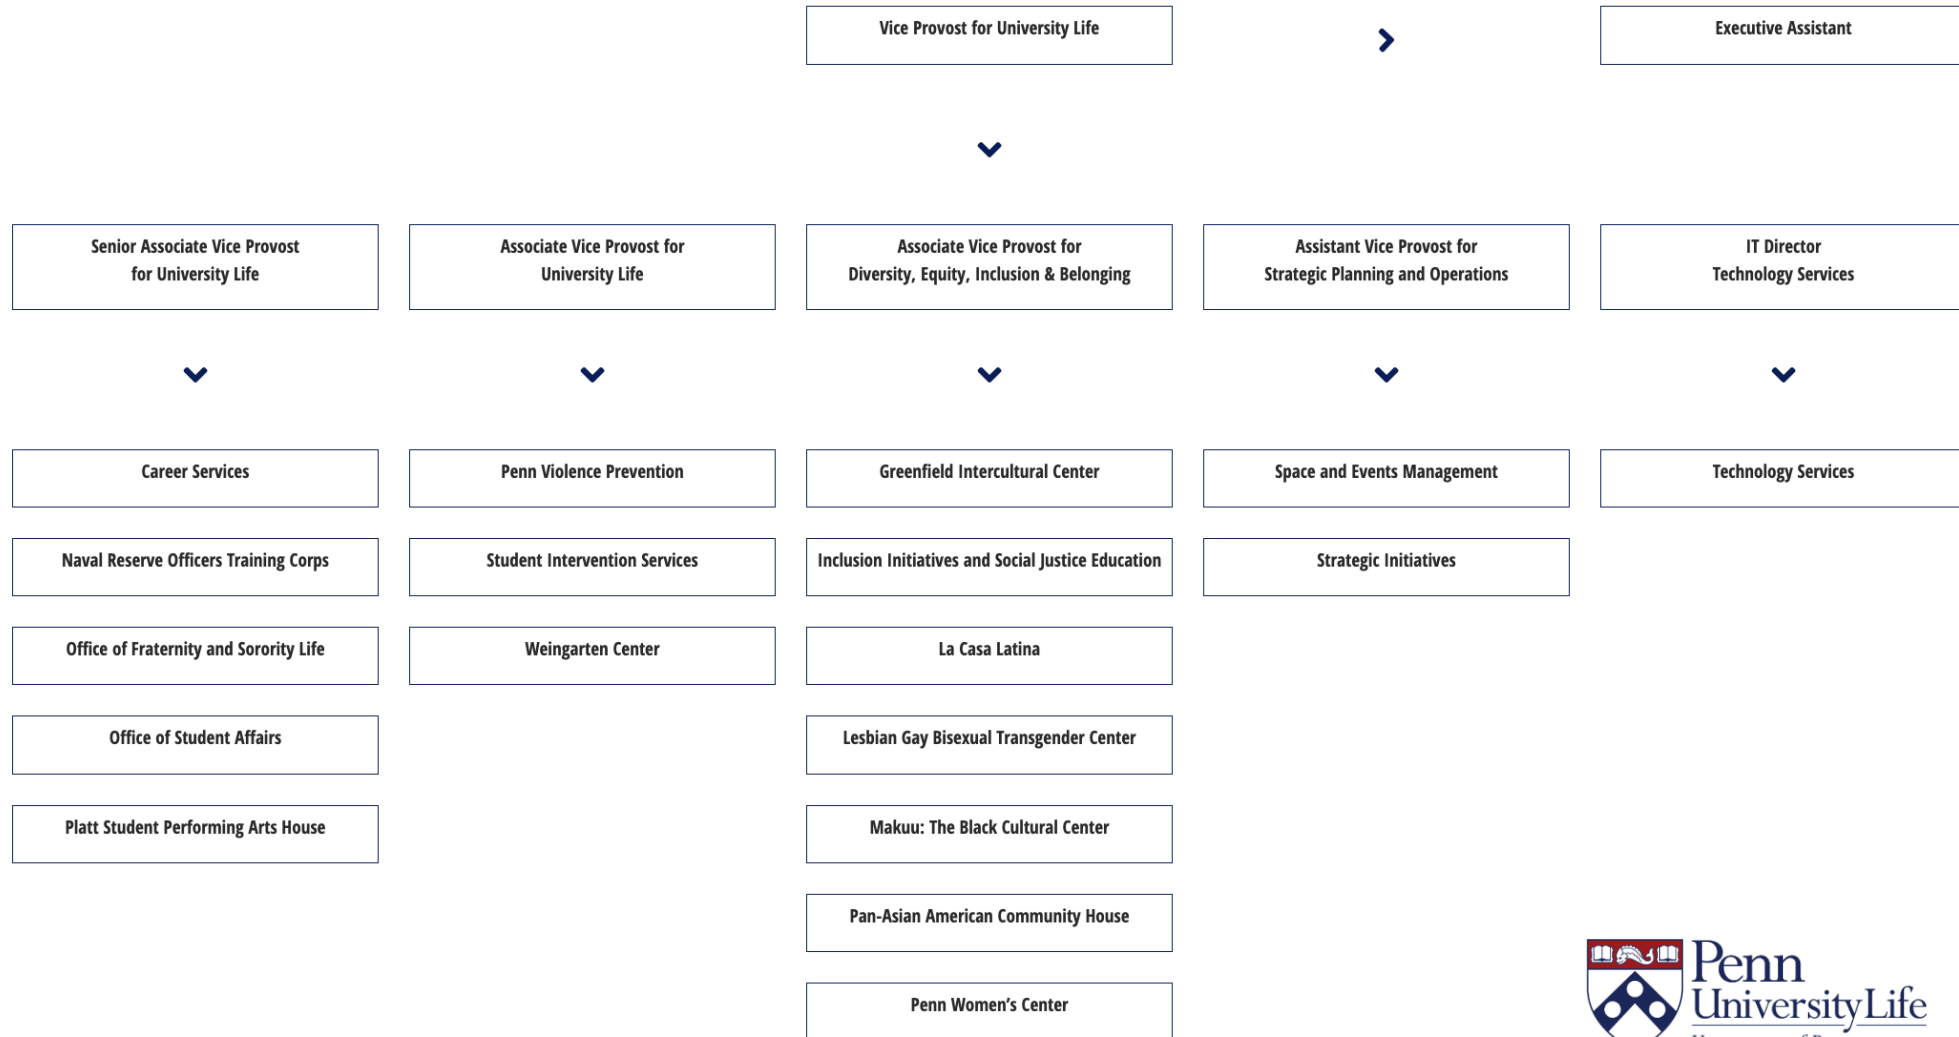 Vice Provost for University Life
Executive Assistant
Senior Associate Vice Provost
for University Life
Associate Vice Provost for
University Life
Associate Vice Provost for
Diversity, Equity, Inclusion & Belonging
Assistant Vice Provost for
Strategic Planning and Operations
IT Director
Technology Services
Career Services
Penn Violence Prevention
Greenfield Intercultural Center
Space and Events Management
Technology Services
Naval Reserve Officers Training Corps
Student Intervention Services
Inclusion Initiatives and Social Justice Education
Strategic Initiatives
Office of Fraternity and Sorority Life
Weingarten Center
La Casa Latina
Office of Student Affairs
Lesbian Gay Bisexual Transgender Center
Platt Student Performing Arts House
Makuu: The Black Cultural Center
Pan-Asian American Community House
Penn Women’s Center
Penn
UniversityLife